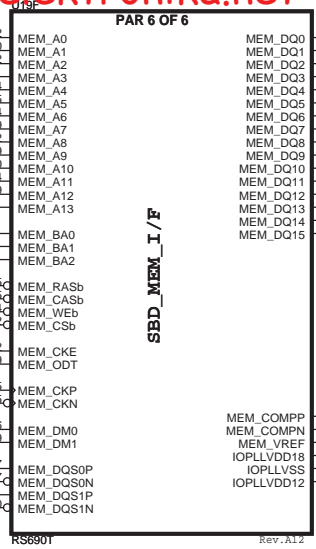 U19F
PAR 6 OF 6
MEM_A0
MEM_A1
MEM_A2
MEM_A3
MEM_A4
MEM_A5
MEM_A6
MEM_A7
MEM_A8
MEM_A9
MEM_A10
MEM_A11
MEM_A12
MEM_A13
MEM_BA0
MEM_BA1
MEM_BA2
MEM_RASb
MEM_CASb
MEM_WEb
MEM_CSb
MEM_CKE
MEM_ODT
MEM_CKP
MEM_CKN
MEM_DM0
MEM_DM1
MEM_DQS0P
MEM_DQS0N
MEM_DQS1P
MEM_DQS1N
SBD_MEM_I/F
MEM_DQ0
MEM_DQ1
MEM_DQ2
MEM_DQ3
MEM_DQ4
MEM_DQ5
MEM_DQ6
MEM_DQ7
MEM_DQ8
MEM_DQ9
MEM_DQ10
MEM_DQ11
MEM_DQ12
MEM_DQ13
MEM_DQ14
MEM_DQ15
MEM_COMPP
MEM_COMPN
MEM_VREF
IOPLLVDD18
IOPLLVSS
IOPLLVDD12
RS690T
Rev.A12